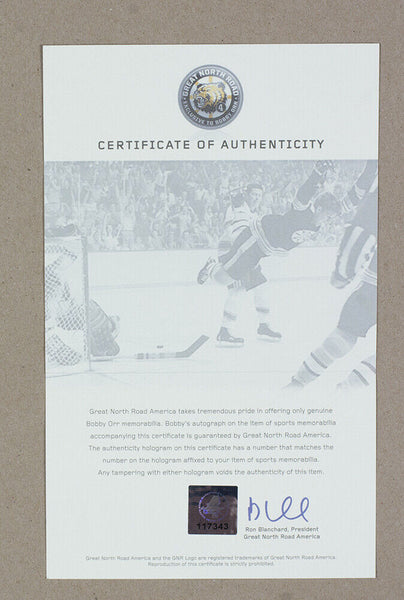 GREAT NORTH ROAD
EXCLUSIVE TO BOBBY ORR
4
CERTIFICATE OF AUTHENTICITY
Great North Road America takes tremendous pride in offering only genuine
Bobby Orr memorabilia. Bobby's autograph on the item of sports memorabilia
accompanying this certificate is guaranteed by Great North Road America.
The authenticity hologram on this certificate has a number that matches the
number on the hologram affixed to your item of sports memorabilia.
Any tampering with either hologram voids the authenticity of this item.
117343
Ron Blanchard, President
Great North Road America
Great North Road America and the GNR Logo are registered trademarks of Great North Road America.
Reproduction of this certificate is strictly prohibited.